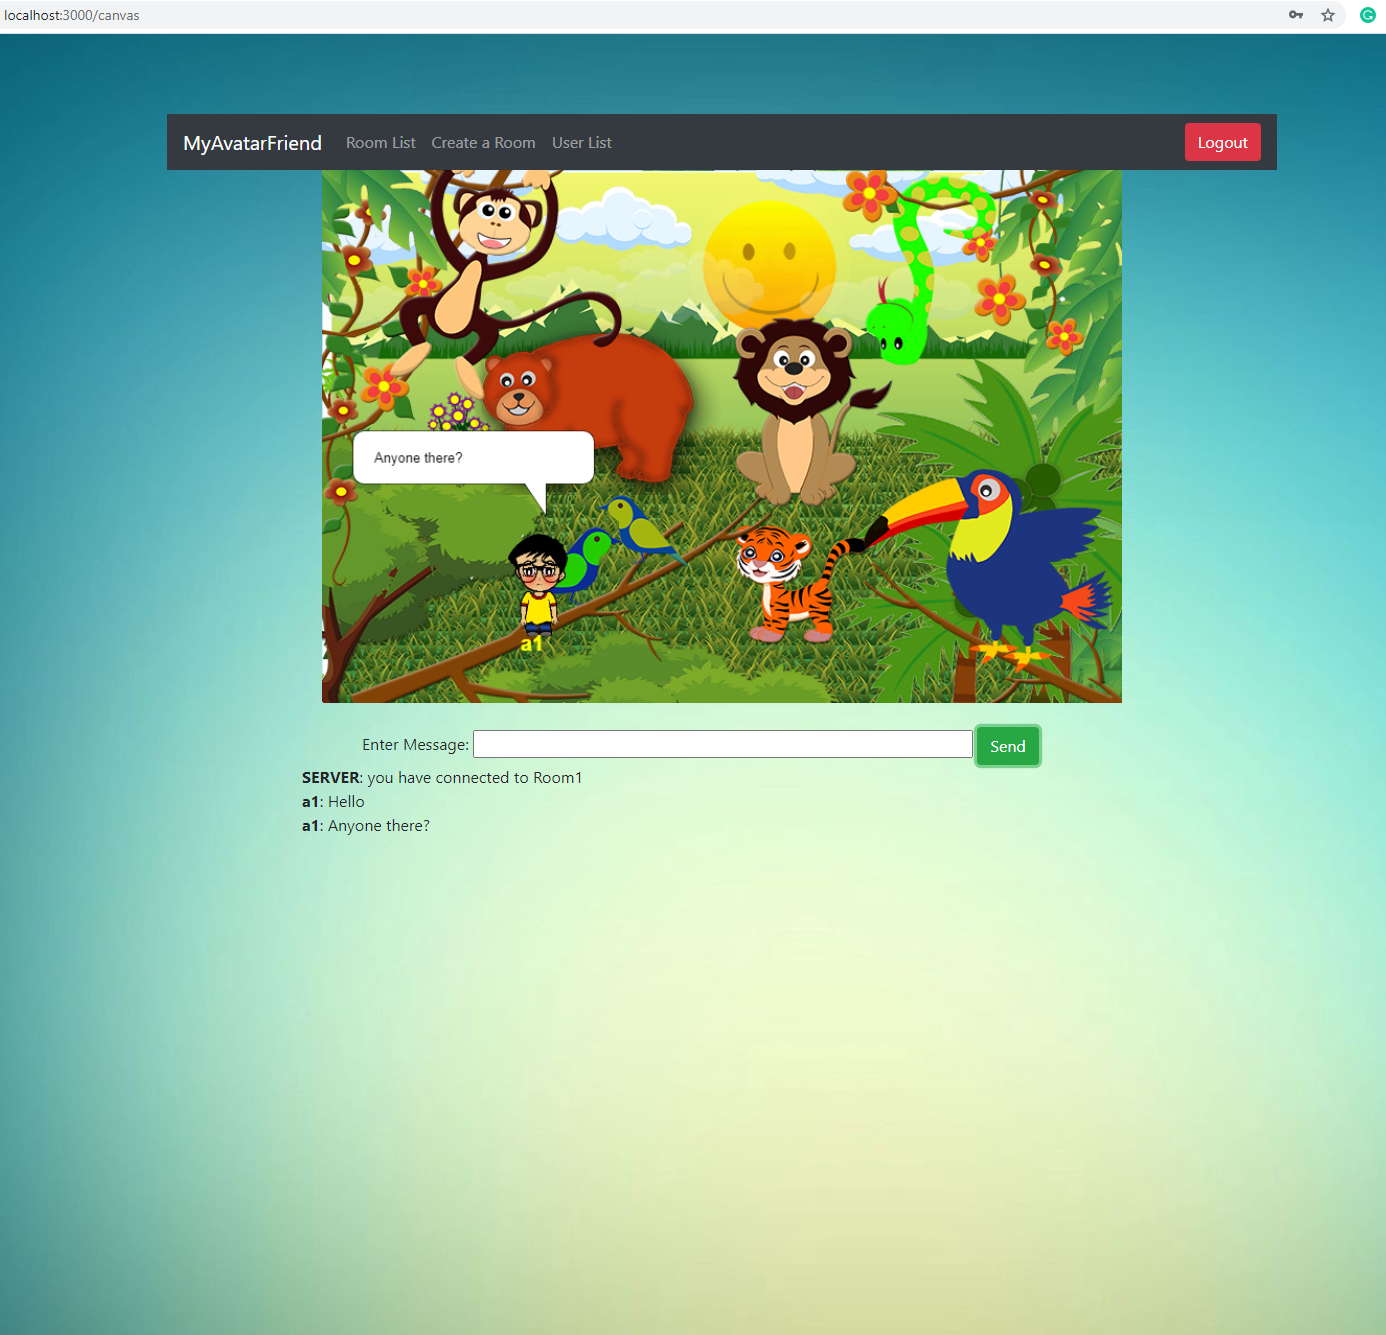 localhost:3000/canvas
MyAvatarFriend Room List Create a Room User List Logout
Anyone there?
a1
Enter Message: Send
SERVER: you have connected to Room1
a1: Hello
a1: Anyone there?